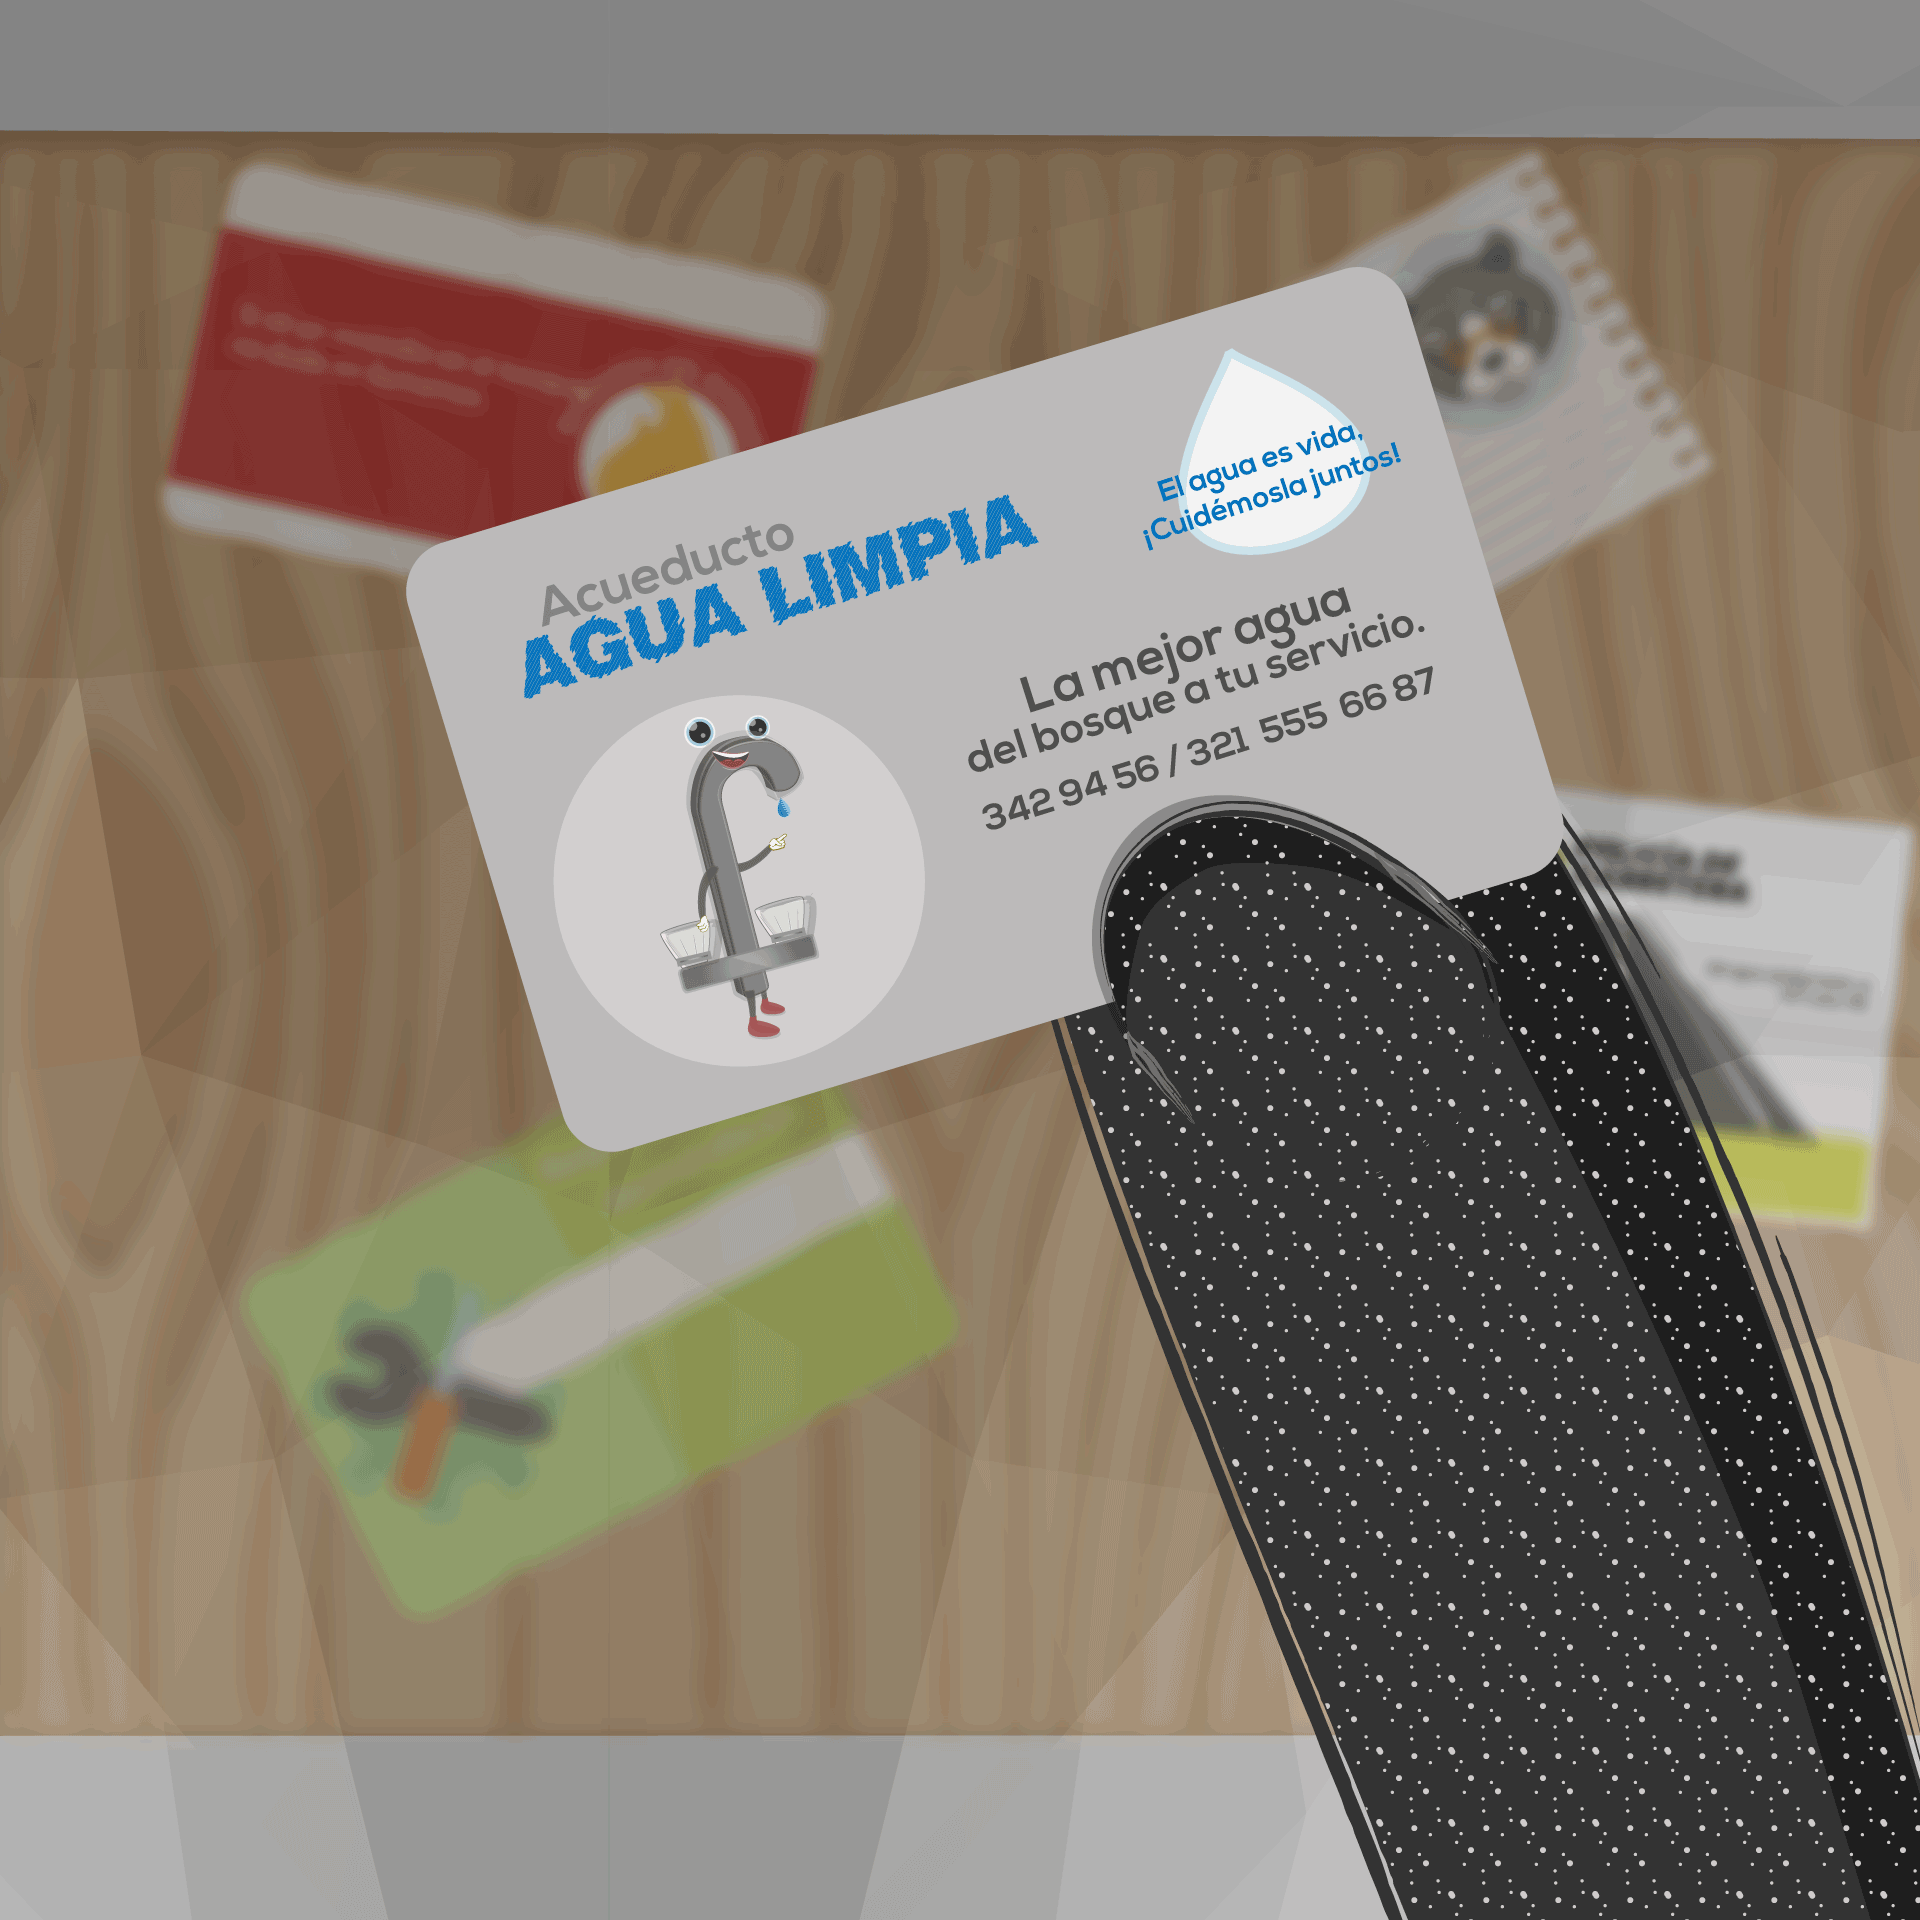 Acueducto
AGUA LIMPIA
El agua es vida,
¡Cuidémosla juntos!
La mejor agua
del bosque a tu servicio.
342 94 56 / 321 555 66 87